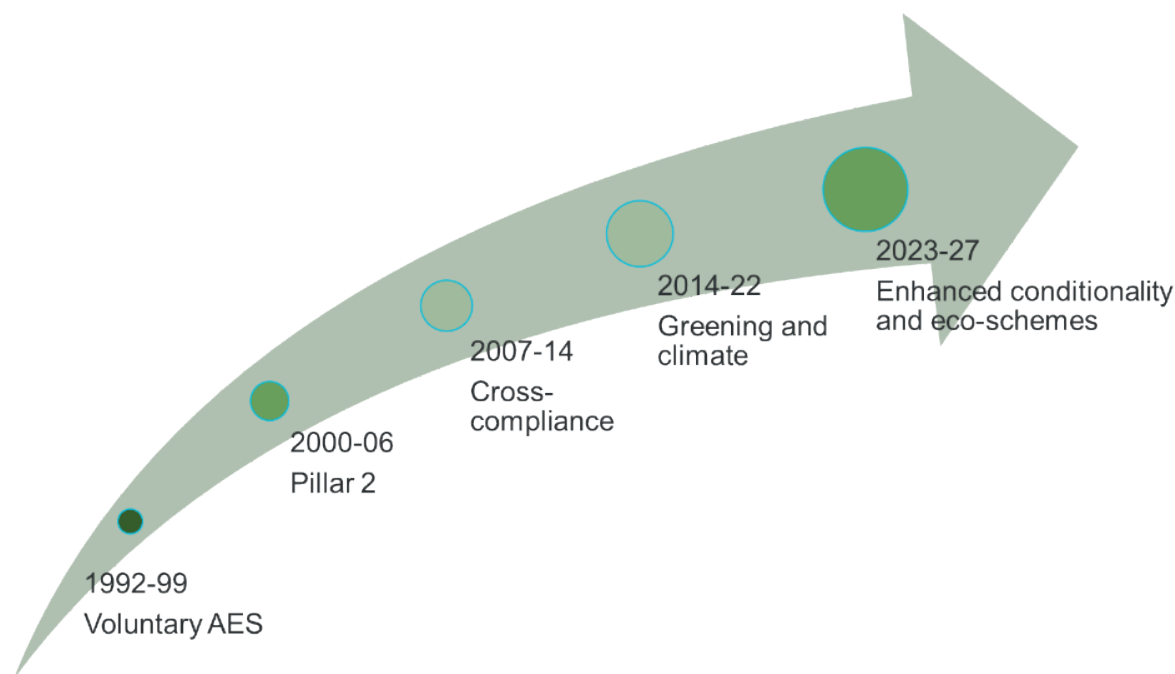 1992-99
Voluntary AES
2000-06
Pillar 2
2007-14
Cross-
compliance
2014-22
Greening and
climate
2023-27
Enhanced conditionality
and eco-schemes